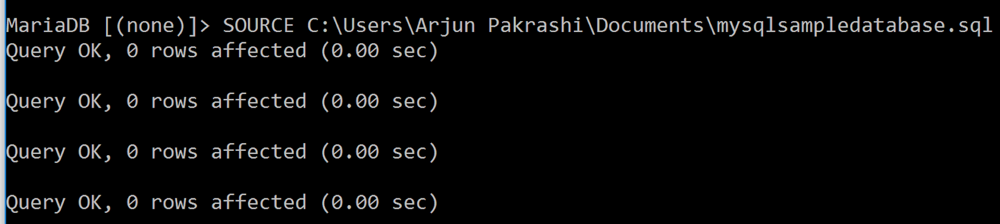 MariaDB [(none)]> SOURCE C:\Users\Arjun Pakrashi\Documents\mysqlsampledatabase.sql
Query OK, 0 rows affected (0.00 sec)
Query OK, 0 rows affected (0.00 sec)
Query OK, 0 rows affected (0.00 sec)
Query OK, 0 rows affected (0.00 sec)